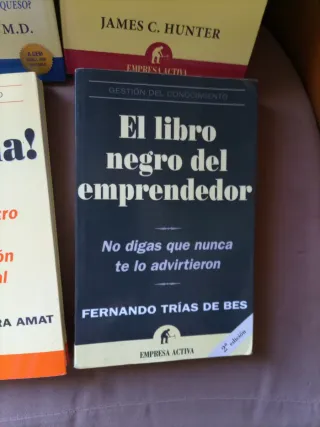 QUESO?
M.D.
JAMES C. HUNTER
EMPRESA ACTIVA
GESTIÓN DEL CONOCIMIENTO
El libro
negro del
emprendedor
No digas que nunca
te lo advirtieron
FERNANDO TRÍAS DE BES
EMPRESA ACTIVA
2ª edición
a!
gro
ón
al
RA AMAT